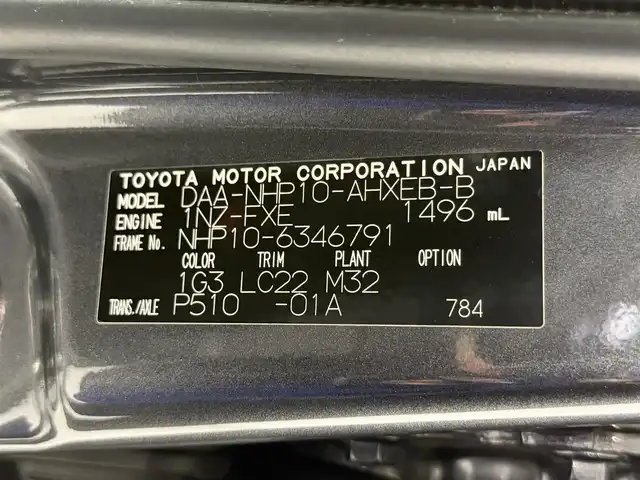 TOYOTA MOTOR CORPORATION JAPAN
MODEL DAA-NHP10-AHXEB-B
ENGINE 1NZ-FXE 1496 mL
FRAME No. NHP10-6346791
COLOR TRIM PLANT OPTION
1G3 LC22 M32
TRANS./AXLE P510 -01A 784